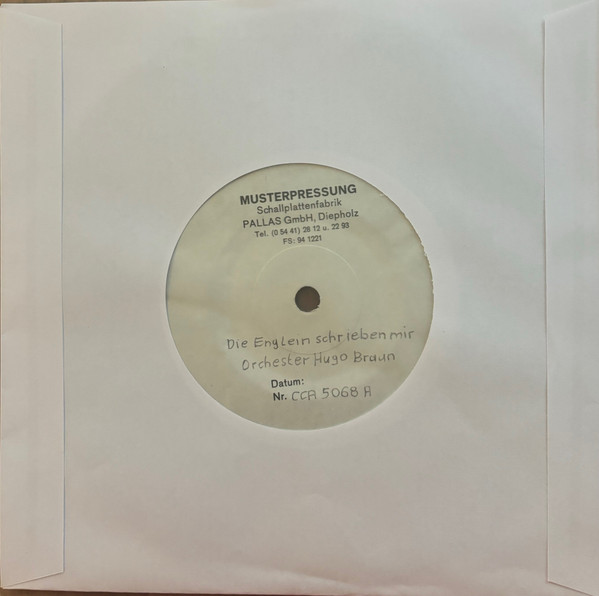 MUSTERPRESSUNG
Schallplattenfabrik
PALLAS GmbH, Diepholz
Tel. (0 54 41) 28 12 u. 22 93
FS: 94 1221
Die Englein schrieben mir
Orchester Hugo Braun
Datum:
Nr. CCA 5068 A